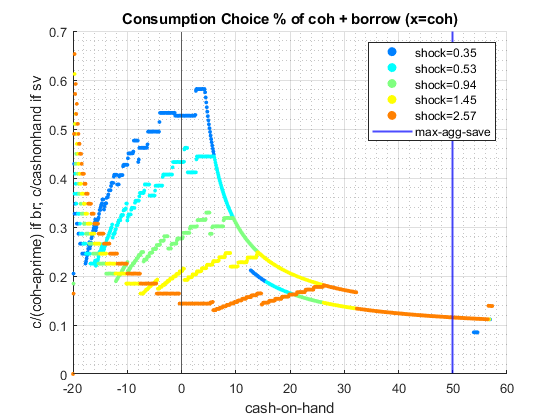 Consumption Choice % of coh + borrow (x=coh)
c/(coh-aprime) if br, c/cashonhand if sv
0.7
0.6
0.5
0.4
0.3
0.2
0.1
0
-20
-10
0
10
20
30
40
50
60
cash-on-hand
shock=0.35
shock=0.53
shock=0.94
shock=1.45
shock=2.57
max-agg-save